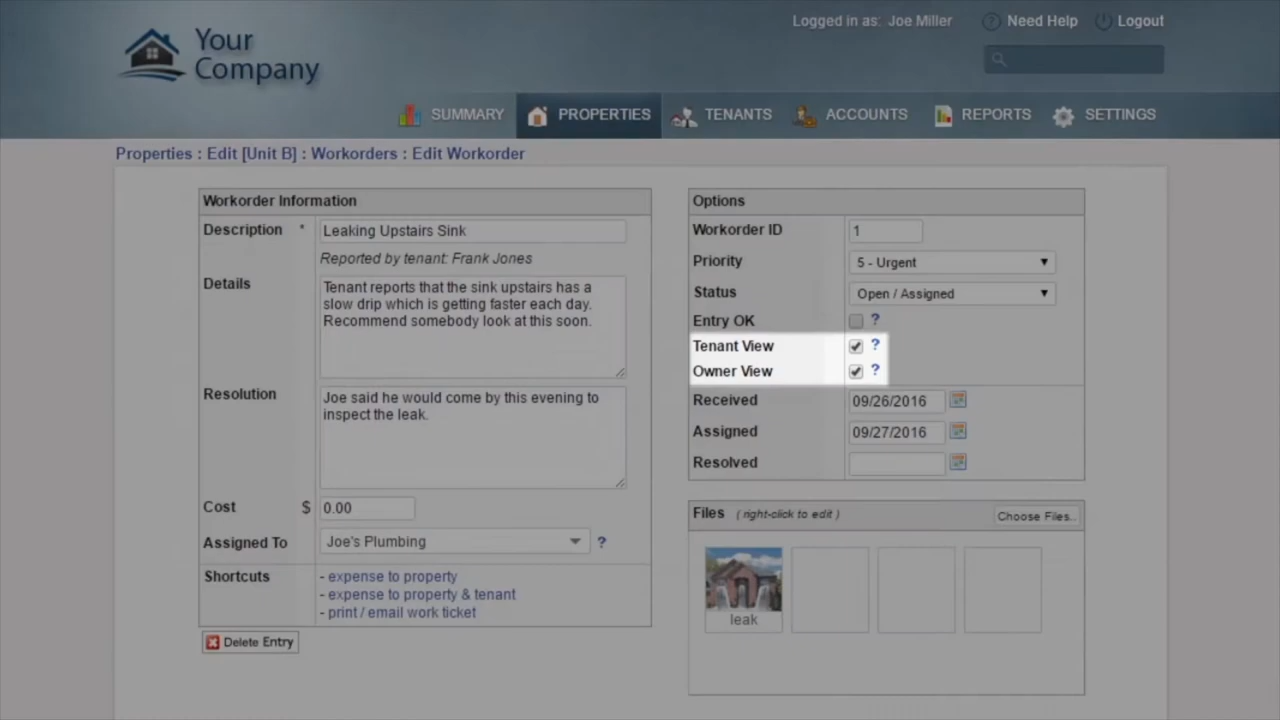 Logged in as: Joe Miller
Need Help
Logout
Your
Company
SUMMARY
PROPERTIES
TENANTS
ACCOUNTS
REPORTS
SETTINGS
Properties : Edit [Unit B] : Workorders : Edit Workorder
Workorder Information
Description *
Leaking Upstairs Sink
Reported by tenant: Frank Jones
Details
Tenant reports that the sink upstairs has a
slow drip which is getting faster each day.
Recommend somebody look at this soon.
Resolution
Joe said he would come by this evening to
inspect the leak.
Cost $ 0.00
Assigned To Joe's Plumbing ?
Shortcuts
- expense to property
- expense to property & tenant
- print / email work ticket
Delete Entry
Options
Workorder ID 1
Priority 5 - Urgent
Status Open / Assigned
Entry OK ?
Tenant View ?
Owner View ?
Received 09/26/2016
Assigned 09/27/2016
Resolved
Files ( right-click to edit ) Choose Files..
leak